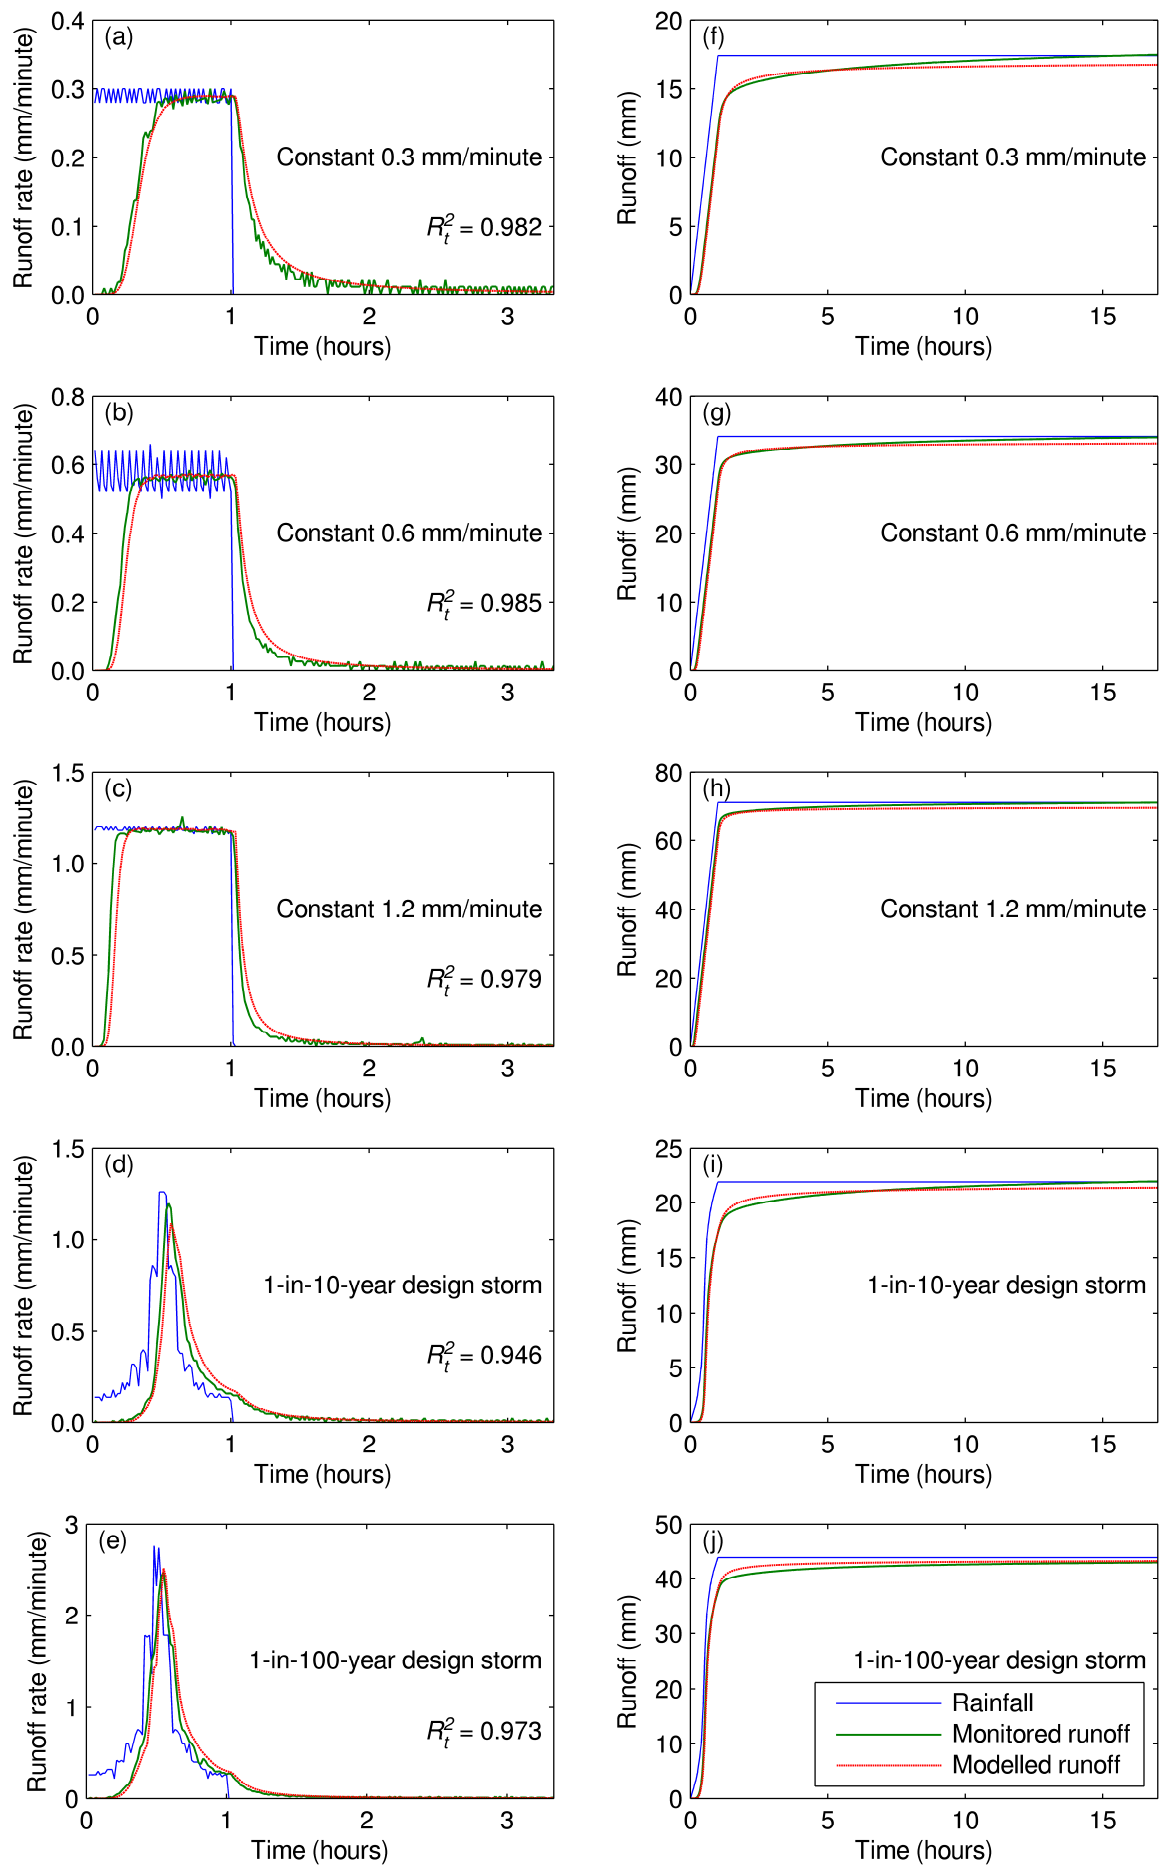 (a)
Runoff rate (mm/minute)
0.4
0.3
0.2
0.1
0.0
Constant 0.3 mm/minute
R_t^2 = 0.982
0 1 2 3
Time (hours)
(f)
Runoff (mm)
20
15
10
5
0
Constant 0.3 mm/minute
0 5 10 15
Time (hours)
(b)
Runoff rate (mm/minute)
0.8
0.6
0.4
0.2
0.0
Constant 0.6 mm/minute
R_t^2 = 0.985
0 1 2 3
Time (hours)
(g)
Runoff (mm)
40
30
20
10
0
Constant 0.6 mm/minute
0 5 10 15
Time (hours)
(c)
Runoff rate (mm/minute)
1.5
1.0
0.5
0.0
Constant 1.2 mm/minute
R_t^2 = 0.979
0 1 2 3
Time (hours)
(h)
Runoff (mm)
80
60
40
20
0
Constant 1.2 mm/minute
0 5 10 15
Time (hours)
(d)
Runoff rate (mm/minute)
1.5
1.0
0.5
0.0
1-in-10-year design storm
R_t^2 = 0.946
0 1 2 3
Time (hours)
(i)
Runoff (mm)
25
20
15
10
5
0
1-in-10-year design storm
0 5 10 15
Time (hours)
(e)
Runoff rate (mm/minute)
3
2
1
0
1-in-100-year design storm
R_t^2 = 0.973
0 1 2 3
Time (hours)
(j)
Runoff (mm)
50
40
30
20
10
0
1-in-100-year design storm
Rainfall
Monitored runoff
Modelled runoff
0 5 10 15
Time (hours)